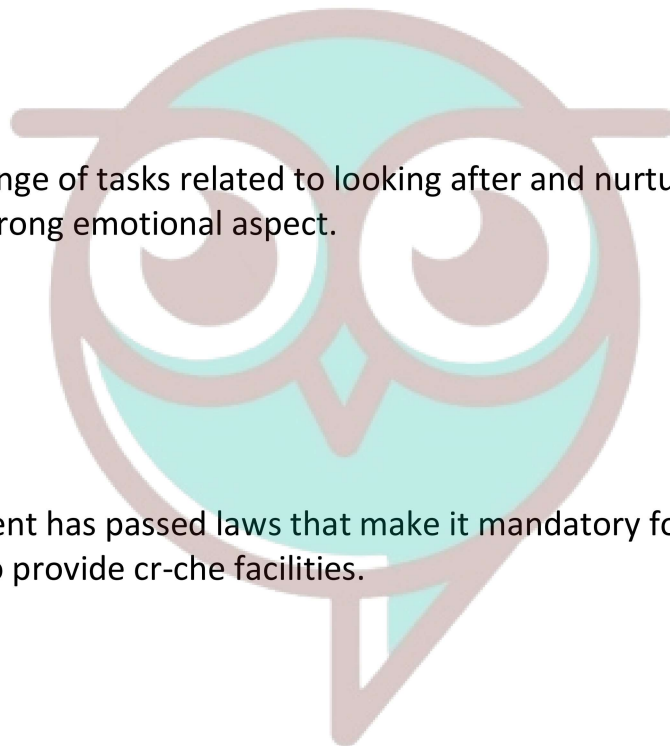 nge of tasks related to looking after and nurtu
rong emotional aspect.
ent has passed laws that make it mandatory fo
o provide cr-che facilities.